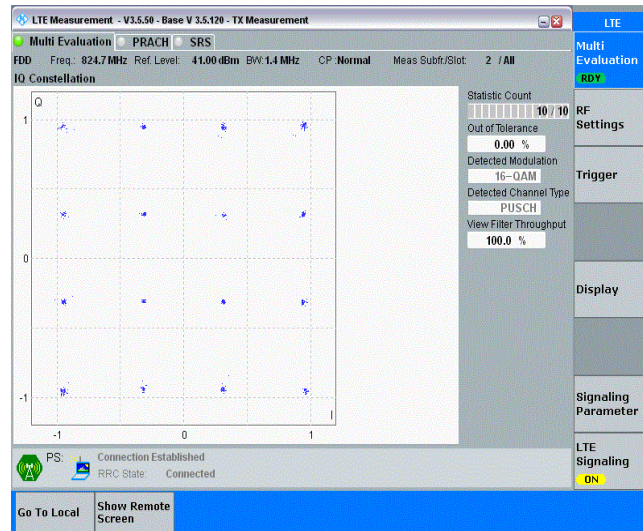 LTE Measurement - V3.5.50 - Base V 3.5.120 - TX Measurement
LTE
Multi Evaluation PRACH SRS
Multi
Evaluation
RDY
FDD Freq.: 824.7 MHz Ref. Level: 41.00 dBm BW: 1.4 MHz CP :Normal Meas Subfr./Slot: 2 / All
IQ Constellation
Statistic Count
10 / 10
Out of Tolerance
0.00 %
Detected Modulation
16-QAM
Detected Channel Type
PUSCH
View Filter Throughput
100.0 %
Q
1
0
-1
-1 0 1
I
RF
Settings
Trigger
Display
Signaling
Parameter
LTE
Signaling
ON
PS: Connection Established
RRC State: Connected
Go To Local
Show Remote
Screen